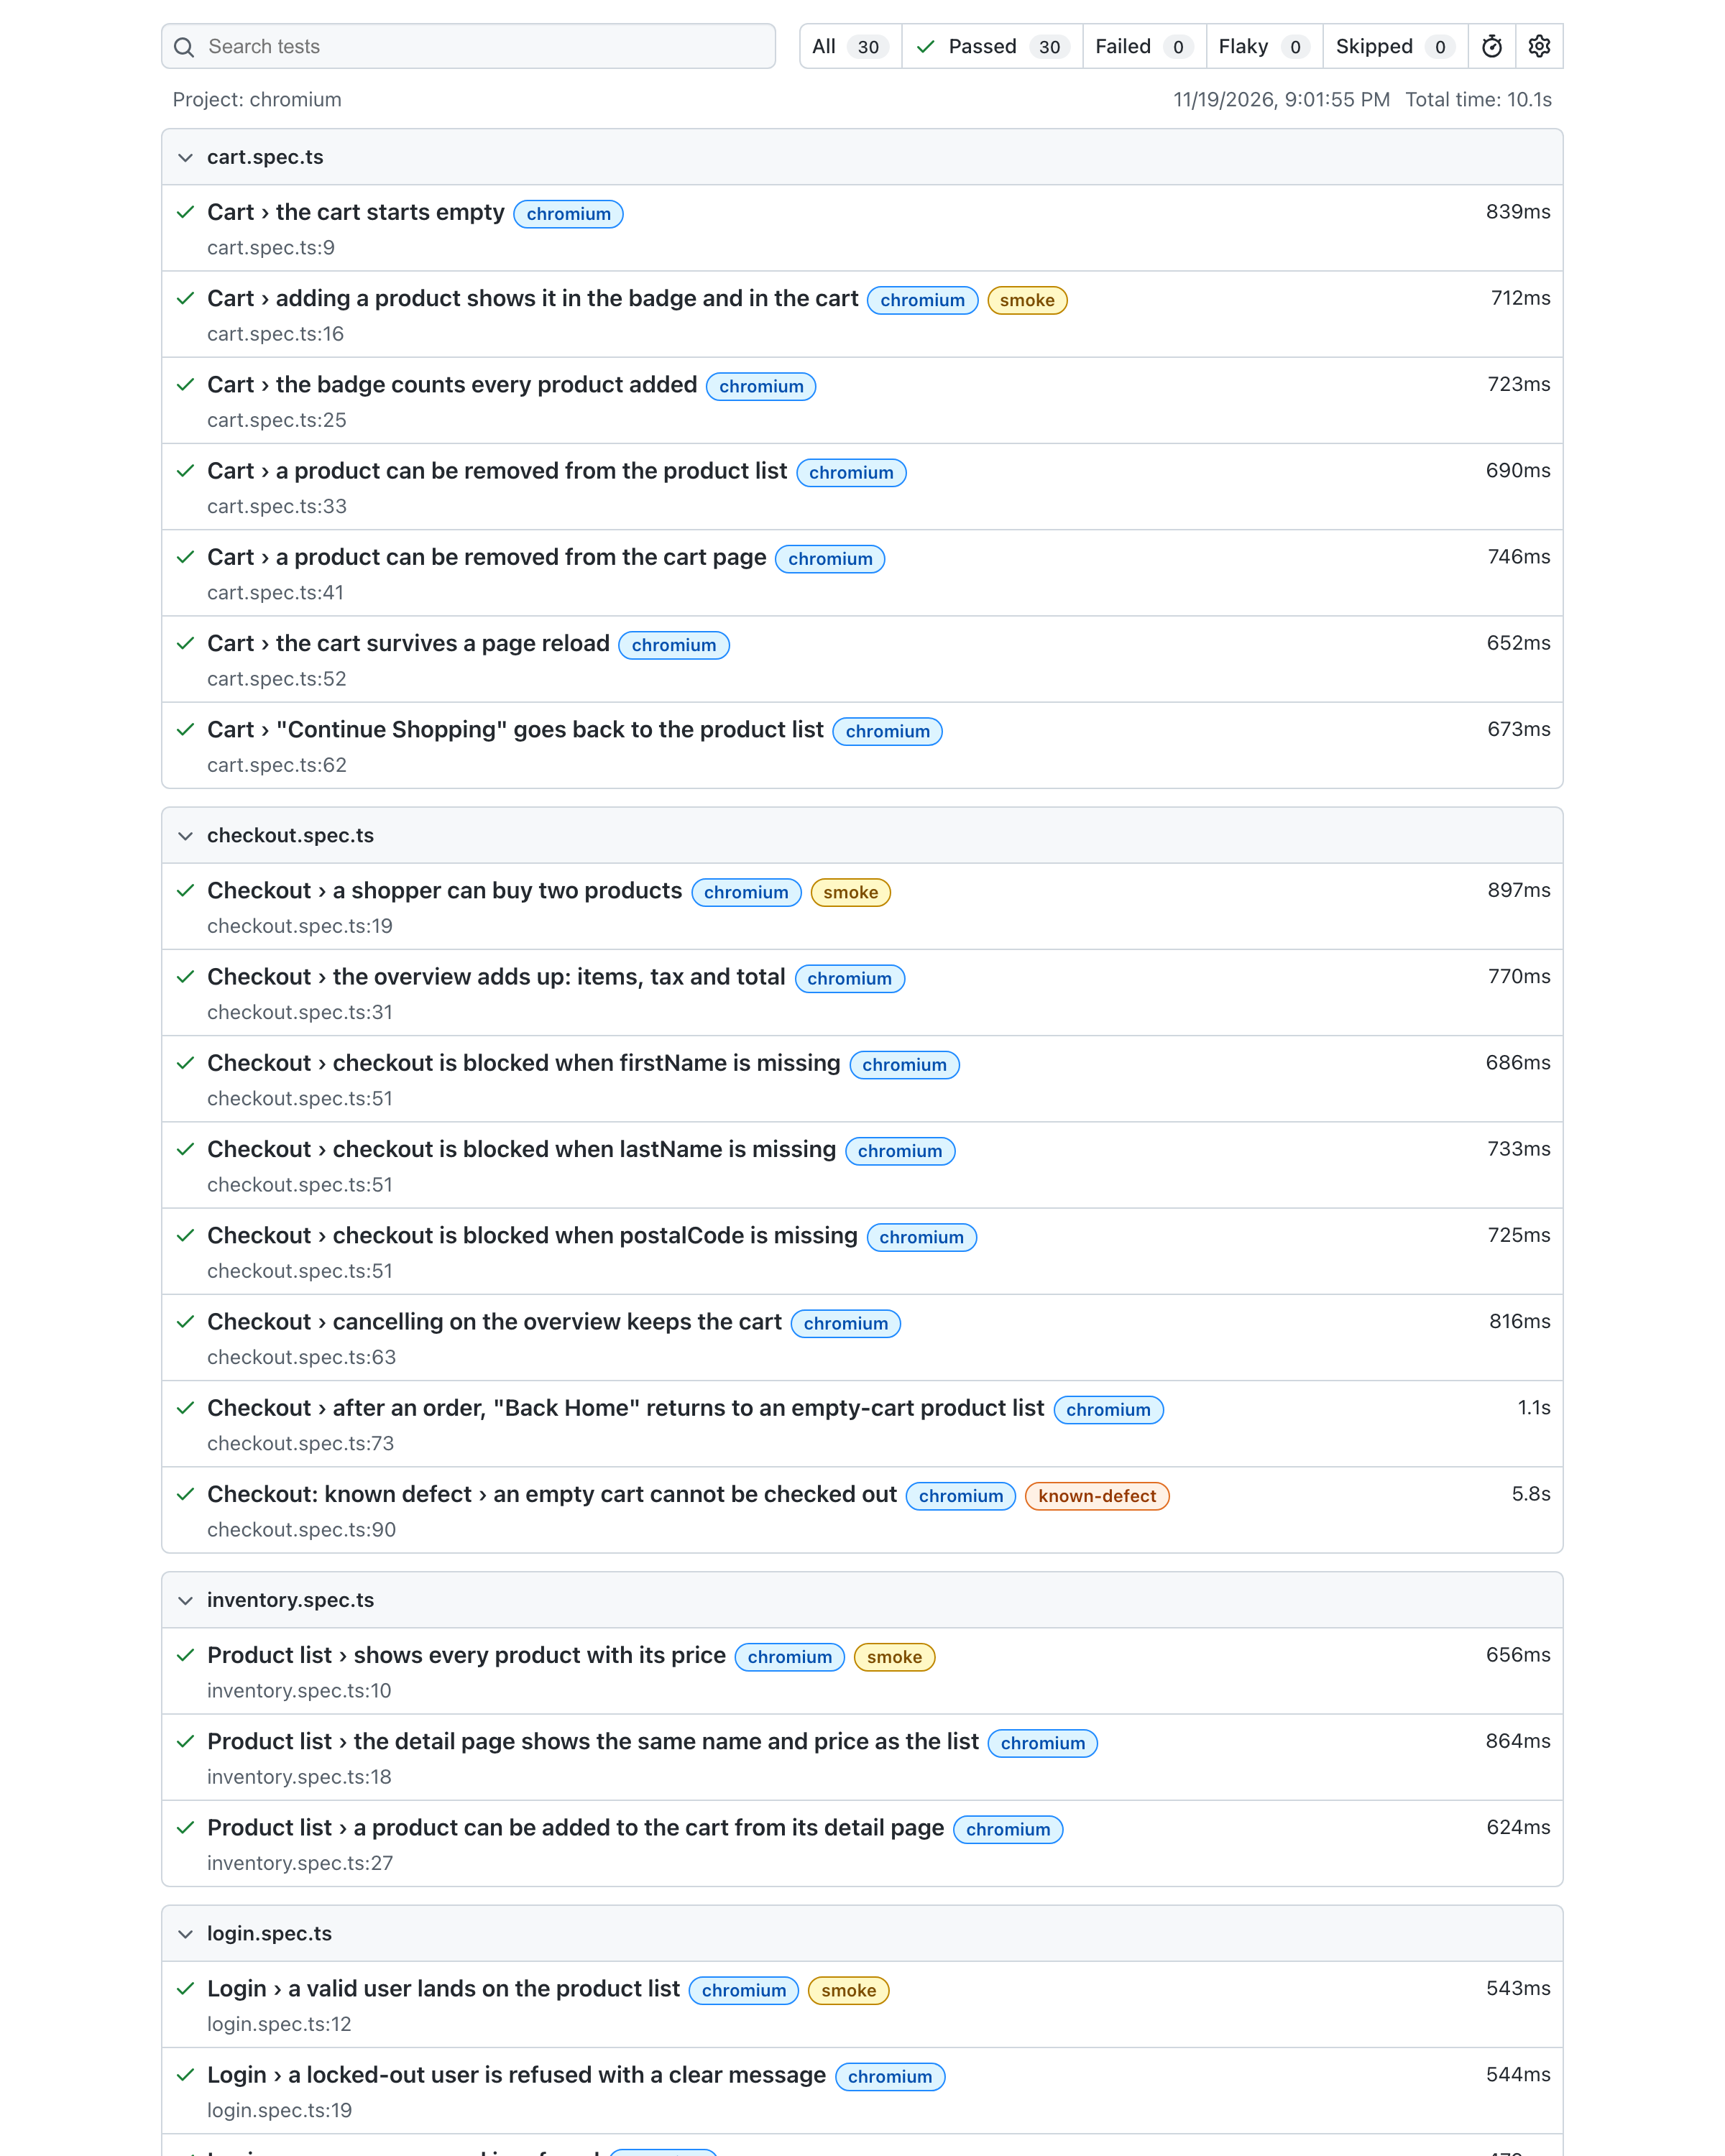 Search tests
All 30 Passed 30 Failed 0 Flaky 0 Skipped 0
Project: chromium 11/19/2026, 9:01:55 PM Total time: 10.1s
cart.spec.ts
Cart › the cart starts empty chromium 839ms
cart.spec.ts:9
Cart › adding a product shows it in the badge and in the cart chromium smoke 712ms
cart.spec.ts:16
Cart › the badge counts every product added chromium 723ms
cart.spec.ts:25
Cart › a product can be removed from the product list chromium 690ms
cart.spec.ts:33
Cart › a product can be removed from the cart page chromium 746ms
cart.spec.ts:41
Cart › the cart survives a page reload chromium 652ms
cart.spec.ts:52
Cart › "Continue Shopping" goes back to the product list chromium 673ms
cart.spec.ts:62
checkout.spec.ts
Checkout › a shopper can buy two products chromium smoke 897ms
checkout.spec.ts:19
Checkout › the overview adds up: items, tax and total chromium 770ms
checkout.spec.ts:31
Checkout › checkout is blocked when firstName is missing chromium 686ms
checkout.spec.ts:51
Checkout › checkout is blocked when lastName is missing chromium 733ms
checkout.spec.ts:51
Checkout › checkout is blocked when postalCode is missing chromium 725ms
checkout.spec.ts:51
Checkout › cancelling on the overview keeps the cart chromium 816ms
checkout.spec.ts:63
Checkout › after an order, "Back Home" returns to an empty-cart product list chromium 1.1s
checkout.spec.ts:73
Checkout: known defect › an empty cart cannot be checked out chromium known-defect 5.8s
checkout.spec.ts:90
inventory.spec.ts
Product list › shows every product with its price chromium smoke 656ms
inventory.spec.ts:10
Product list › the detail page shows the same name and price as the list chromium 864ms
inventory.spec.ts:18
Product list › a product can be added to the cart from its detail page chromium 624ms
inventory.spec.ts:27
login.spec.ts
Login › a valid user lands on the product list chromium smoke 543ms
login.spec.ts:12
Login › a locked-out user is refused with a clear message chromium 544ms
login.spec.ts:19